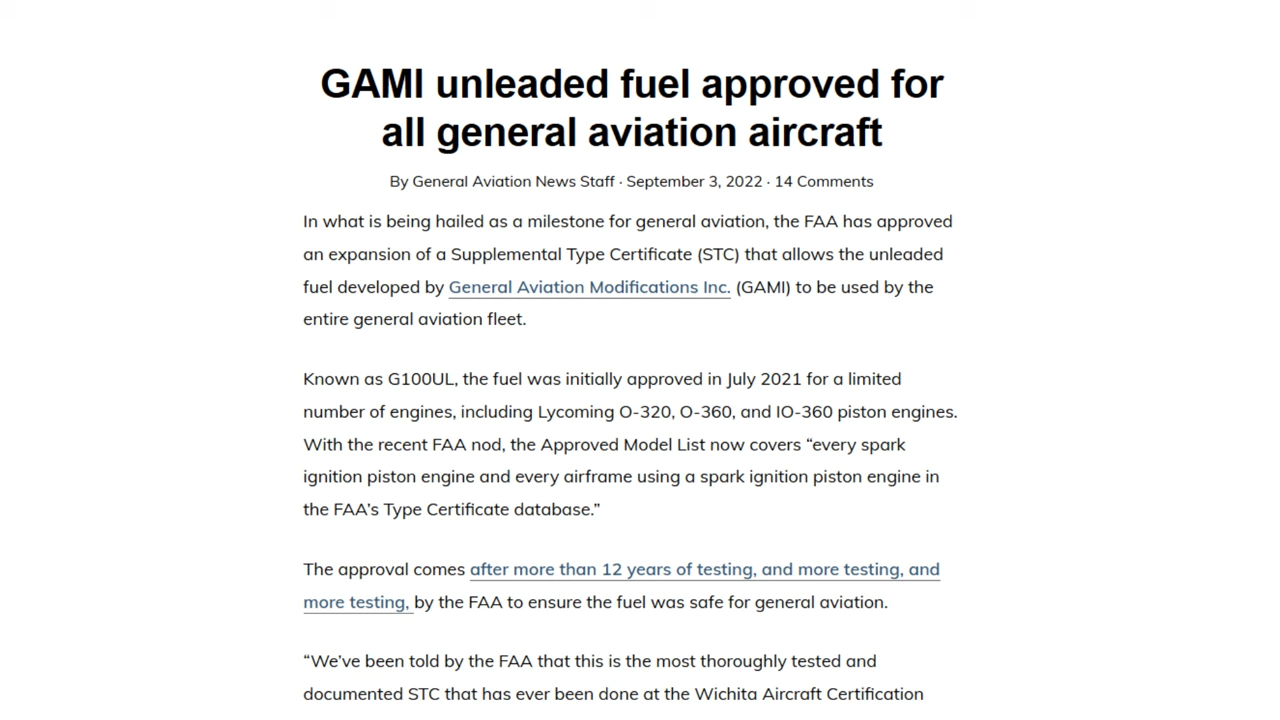 GAMI unleaded fuel approved for
all general aviation aircraft
By General Aviation News Staff · September 3, 2022 · 14 Comments
In what is being hailed as a milestone for general aviation, the FAA has approved
an expansion of a Supplemental Type Certificate (STC) that allows the unleaded
fuel developed by General Aviation Modifications Inc. (GAMI) to be used by the
entire general aviation fleet.
Known as G100UL, the fuel was initially approved in July 2021 for a limited
number of engines, including Lycoming O-320, O-360, and IO-360 piston engines.
With the recent FAA nod, the Approved Model List now covers “every spark
ignition piston engine and every airframe using a spark ignition piston engine in
the FAA’s Type Certificate database.”
The approval comes after more than 12 years of testing, and more testing, and
more testing, by the FAA to ensure the fuel was safe for general aviation.
“We’ve been told by the FAA that this is the most thoroughly tested and
documented STC that has ever been done at the Wichita Aircraft Certification